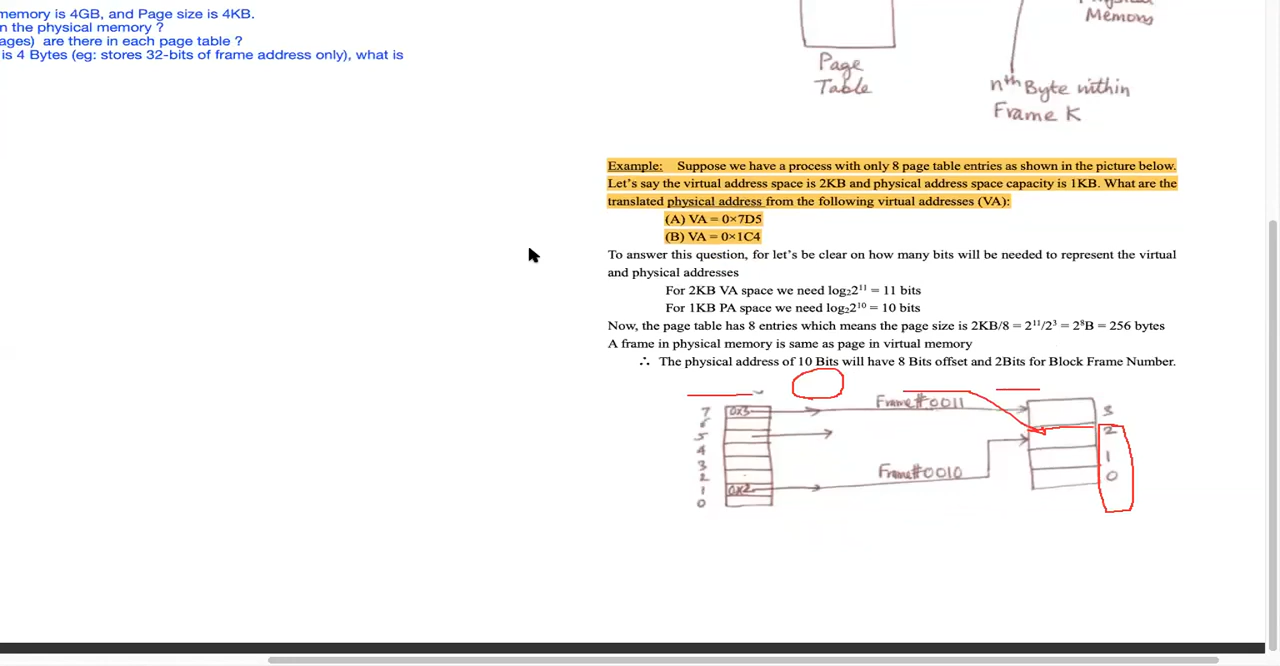 memory is 4GB, and Page size is 4KB.
n the physical memory ?
ages) are there in each page table ?
is 4 Bytes (eg: stores 32-bits of frame address only), what is
Memory
Page
Table
nth Byte within
Frame K
Example: Suppose we have a process with only 8 page table entries as shown in the picture below.
Let's say the virtual address space is 2KB and physical address space capacity is 1KB. What are the
translated physical address from the following virtual addresses (VA):
(A) VA = 0×7D5
(B) VA = 0×1C4
To answer this question, for let's be clear on how many bits will be needed to represent the virtual
and physical addresses
For 2KB VA space we need log₂2¹¹ = 11 bits
For 1KB PA space we need log₂2¹⁰ = 10 bits
Now, the page table has 8 entries which means the page size is 2KB/8 = 2¹¹/2³ = 2⁸B = 256 bytes
A frame in physical memory is same as page in virtual memory
∴ The physical address of 10 Bits will have 8 Bits offset and 2Bits for Block Frame Number.
7 0x3 Frame#0011 3
6
5 2
4
3 1
2 0
1 0x2 Frame#0010
0